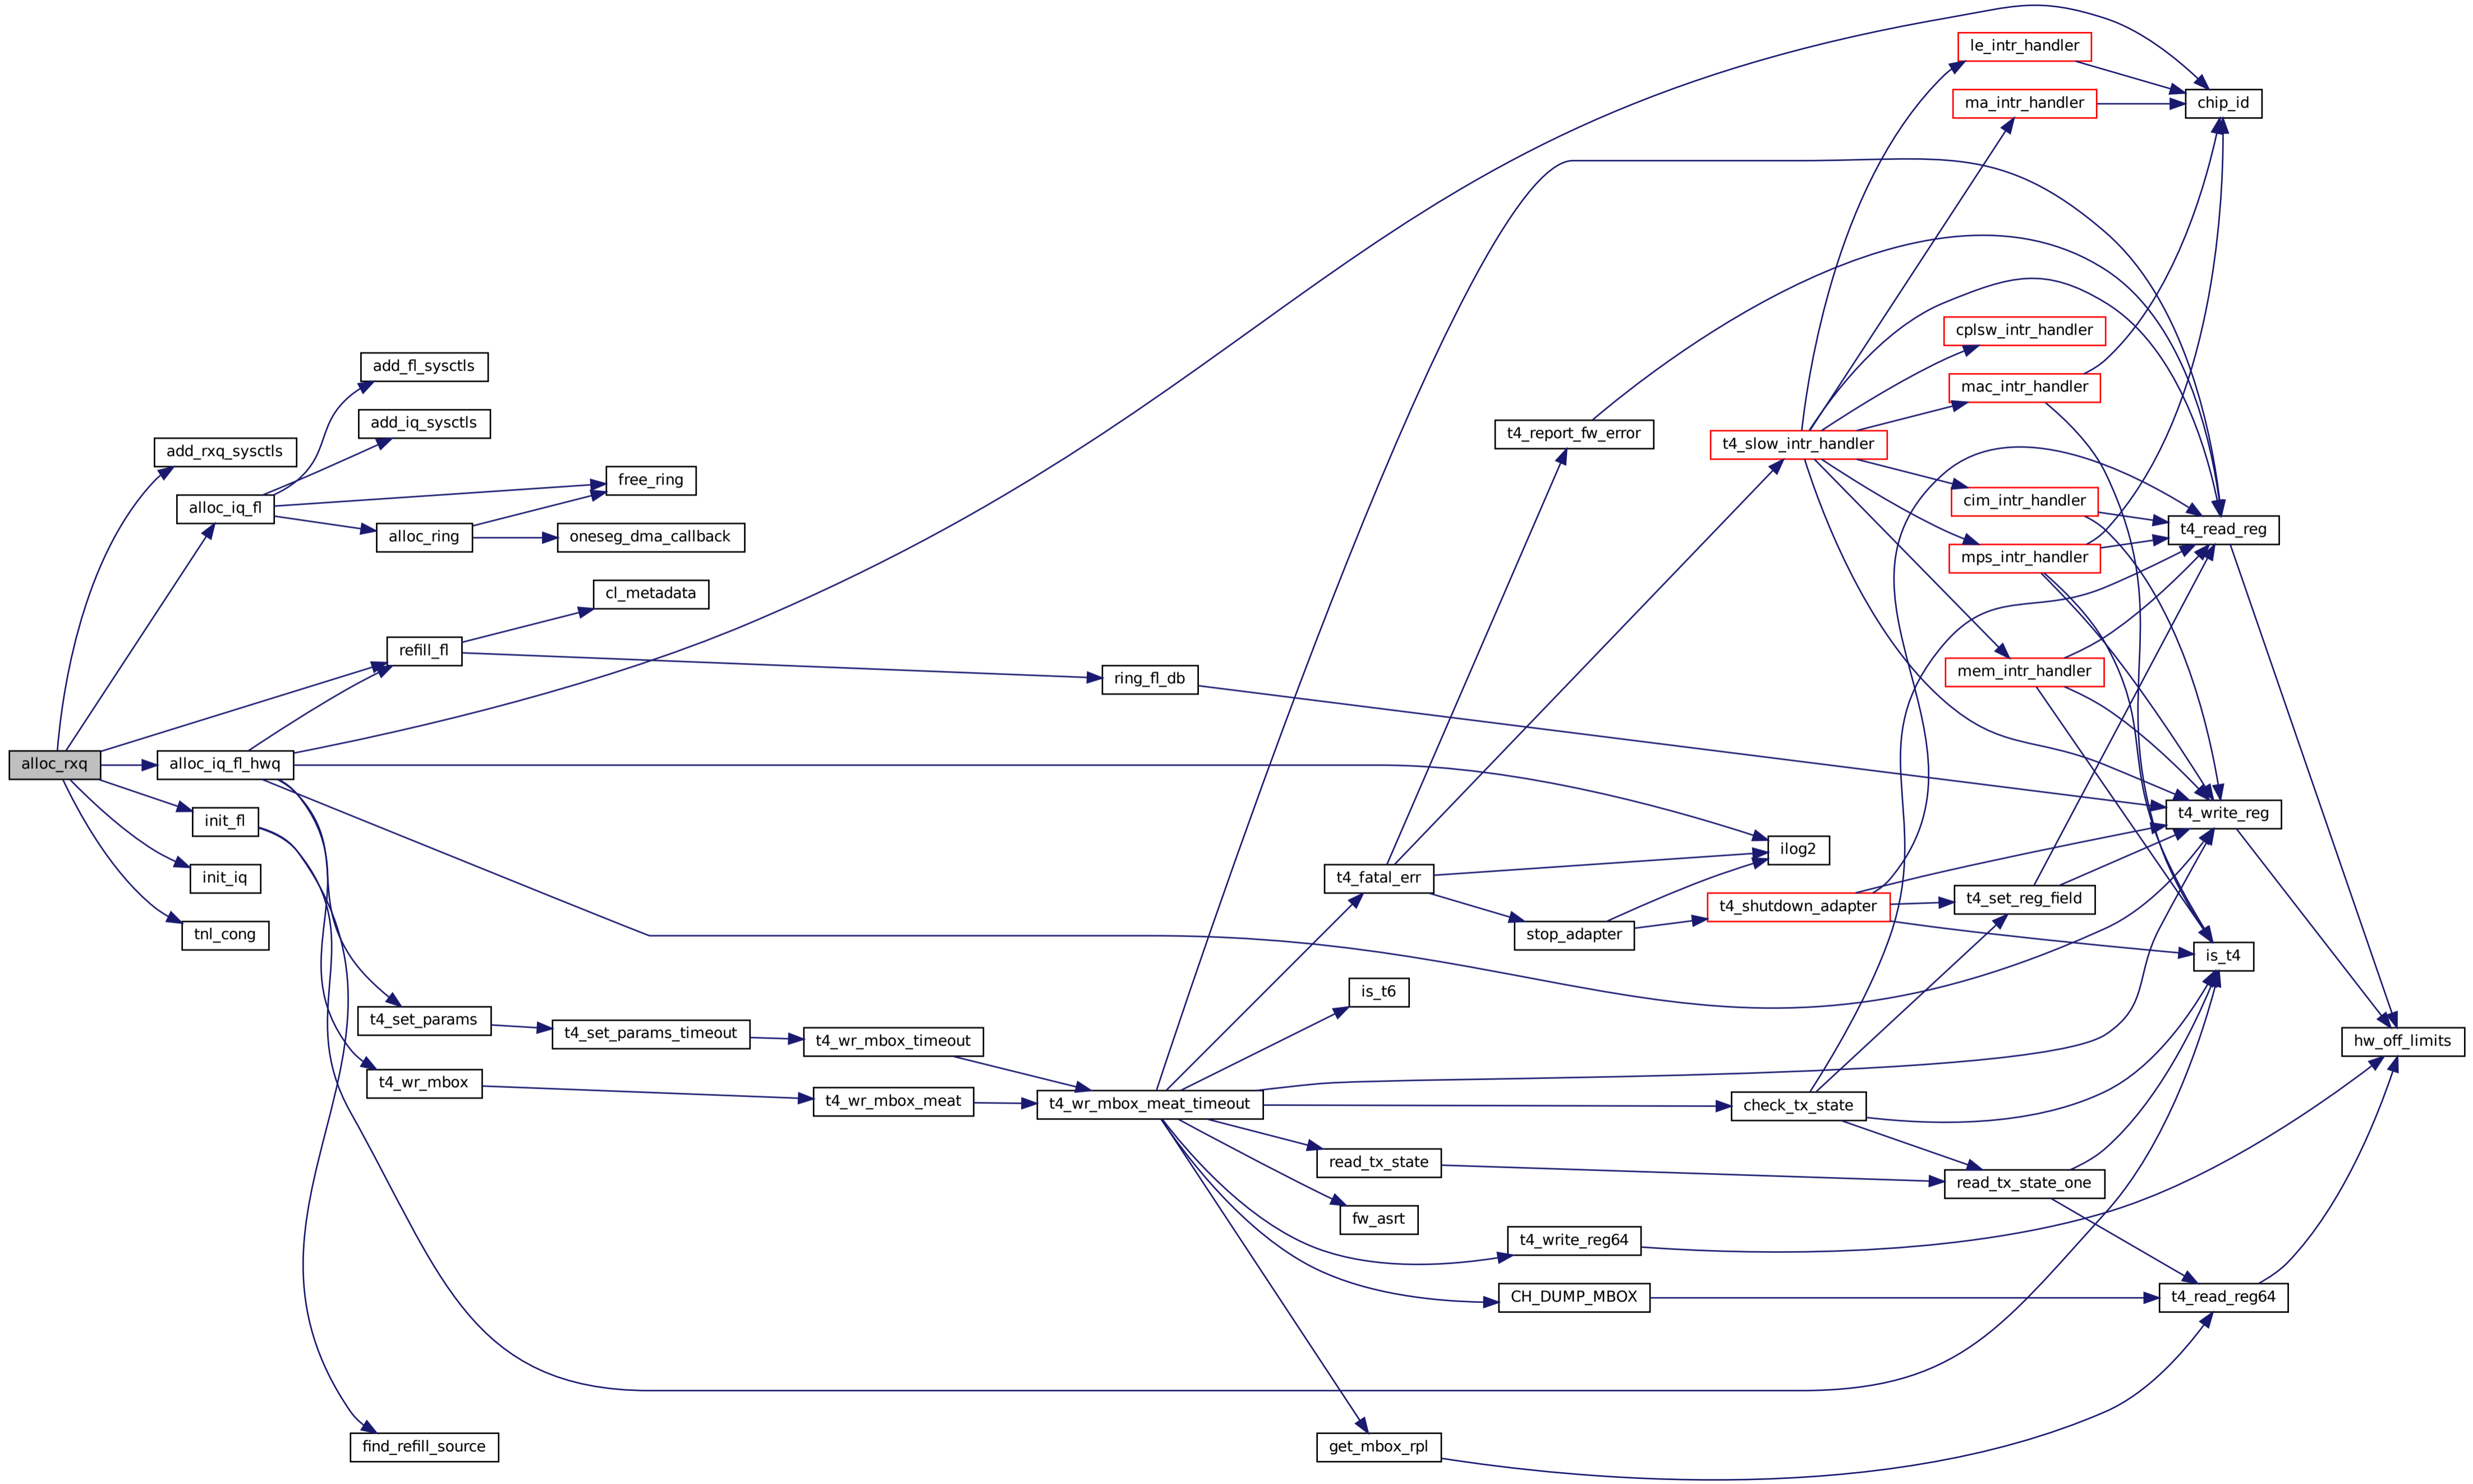 le_intr_handler
chip_id
ma_intr_handler
cplsw_intr_handler
add_fl_sysctls
mac_intr_handler
add_iq_sysctls
t4_report_fw_error
t4_slow_intr_handler
add_rxq_sysctls
free_ring
cim_intr_handler
alloc_iq_fl
t4_read_reg
alloc_ring
oneseg_dma_callback
mps_intr_handler
cl_metadata
refill_fl
mem_intr_handler
ring_fl_db
alloc_rxq
alloc_iq_fl_hwq
t4_write_reg
init_fl
ilog2
init_iq
t4_fatal_err
t4_shutdown_adapter
t4_set_reg_field
tnl_cong
stop_adapter
is_t4
is_t6
t4_set_params
t4_set_params_timeout
t4_wr_mbox_timeout
hw_off_limits
t4_wr_mbox
t4_wr_mbox_meat
t4_wr_mbox_meat_timeout
check_tx_state
read_tx_state
read_tx_state_one
fw_asrt
t4_write_reg64
CH_DUMP_MBOX
t4_read_reg64
find_refill_source
get_mbox_rpl